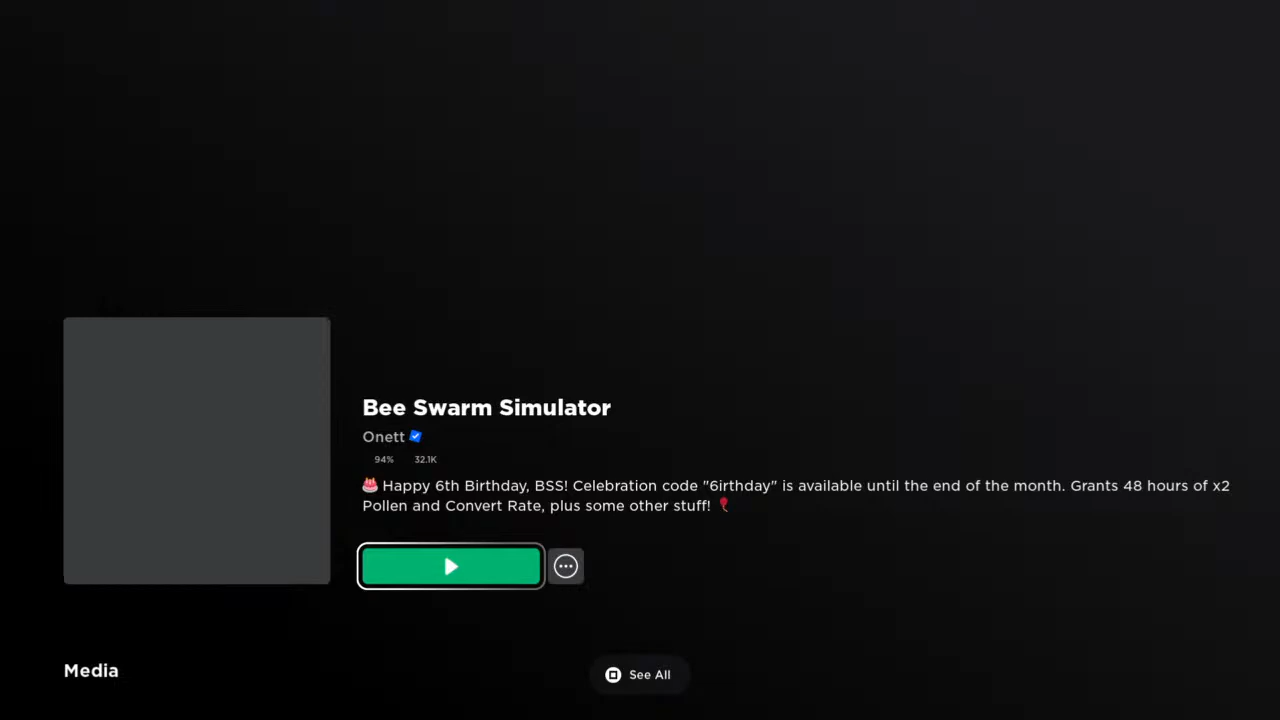 Bee Swarm Simulator
Onett
94% 32.1K
🎂 Happy 6th Birthday, BSS! Celebration code "6irthday" is available until the end of the month. Grants 48 hours of x2
Pollen and Convert Rate, plus some other stuff! 🎈
Media
See All